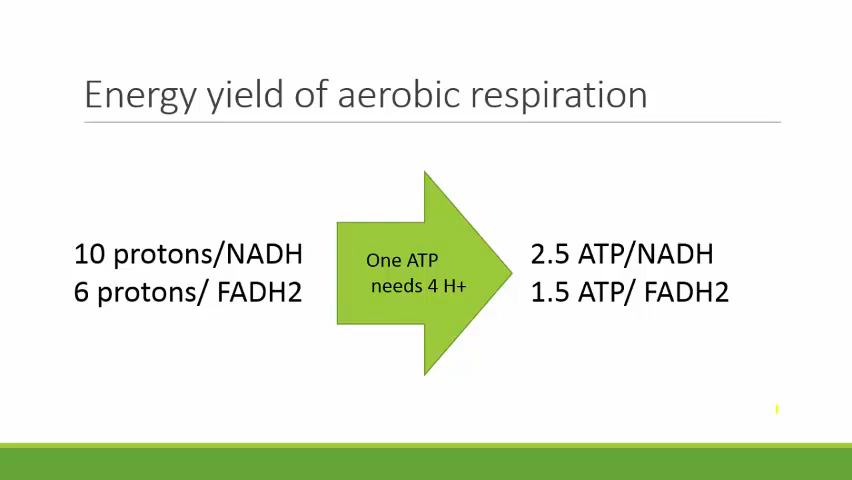 Energy yield of aerobic respiration
10 protons/NADH
6 protons/ FADH2
One ATP
needs 4 H+
2.5 ATP/NADH
1.5 ATP/ FADH2